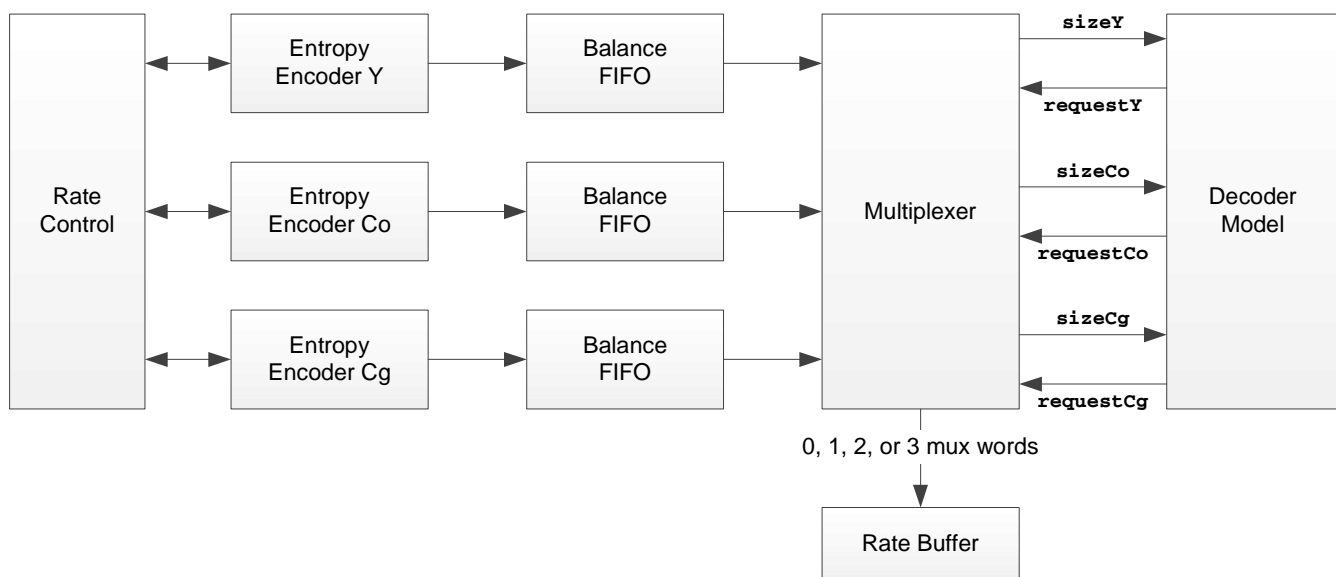 Rate
Control
Entropy
Encoder Y
Balance
FIFO
Entropy
Encoder Co
Balance
FIFO
Entropy
Encoder Cg
Balance
FIFO
Multiplexer
sizeY
requestY
sizeCo
requestCo
sizeCg
requestCg
Decoder
Model
0, 1, 2, or 3 mux words
Rate Buffer